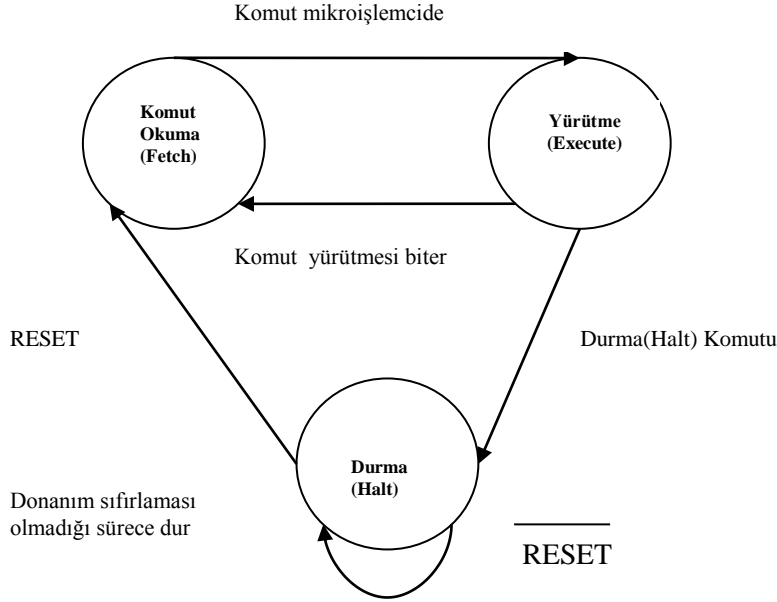 Komut mikroişlemcide
Komut
Okuma
(Fetch)
Yürütme
(Execute)
Komut yürütmesi biter
RESET
Durma(Halt) Komutu
Durma
(Halt)
Donanım sıfırlaması
olmadığı sürece dur
RESET